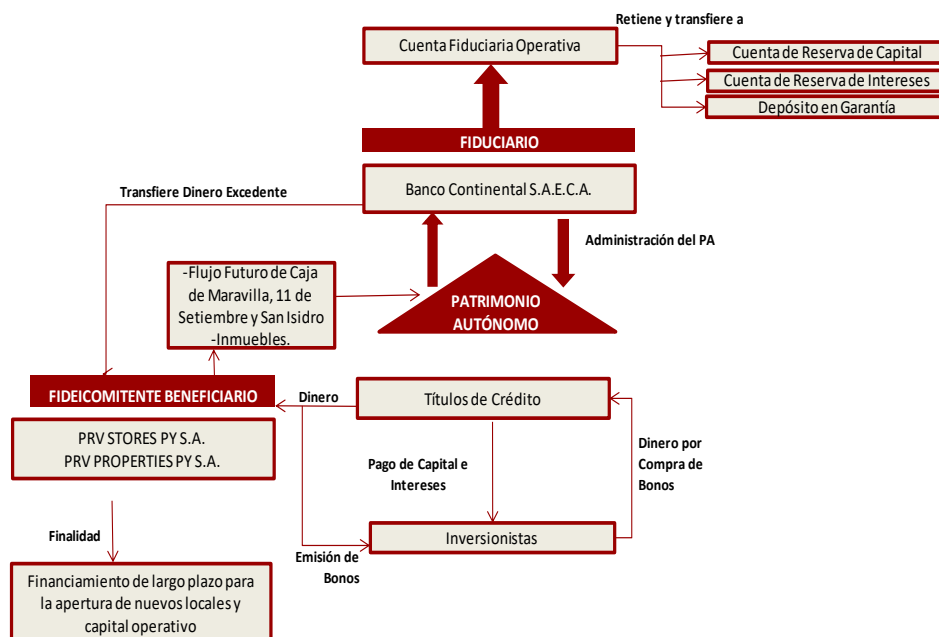 Retiene y transfiere a
Cuenta Fiduciaria Operativa
Cuenta de Reserva de Capital
Cuenta de Reserva de Intereses
Depósito en Garantía
FIDUCIARIO
Banco Continental S.A.E.C.A.
Transfiere Dinero Excedente
Administración del PA
-Flujo Futuro de Caja
de Maravilla, 11 de
Setiembre y San Isidro
-Inmuebles.
PATRIMONIO
AUTÓNOMO
FIDEICOMITENTE BENEFICIARIO
Dinero
Títulos de Crédito
PRV STORES PY S.A.
PRV PROPERTIES PY S.A.
Pago de Capital e
Intereses
Dinero por
Compra de
Bonos
Finalidad
Inversionistas
Emisión de
Bonos
Financiamiento de largo plazo para
la apertura de nuevos locales y
capital operativo